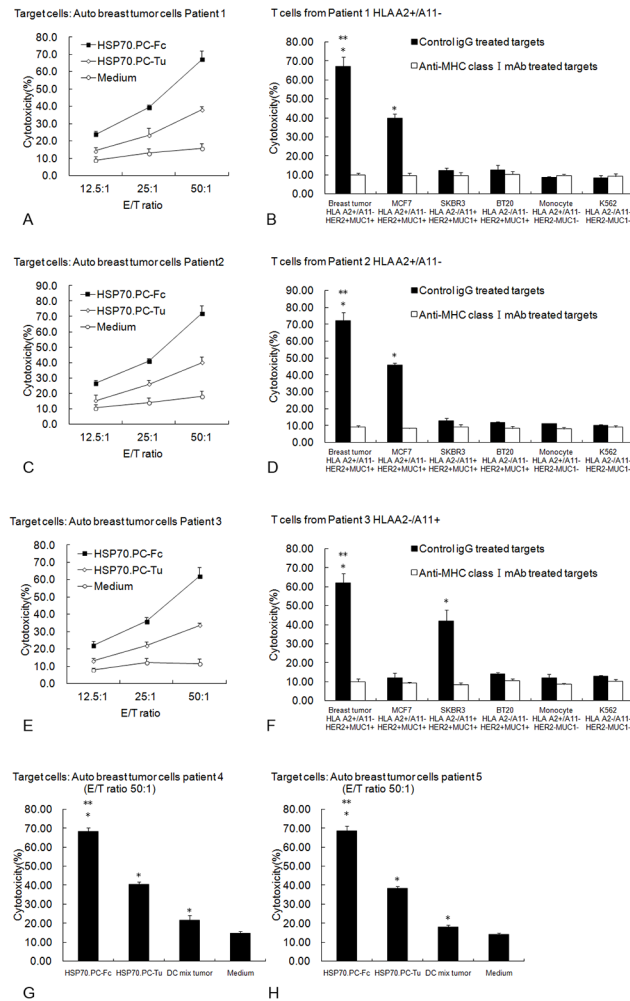 Target cells: Auto breast tumor cells Patient 1
HSP70.PC-Fc
HSP70.PC-Tu
Medium
Cytotoxicity(%)
80.0
70.0
60.0
50.0
40.0
30.0
20.0
10.0
0.0
12.5:1 25:1 50:1
E/T ratio
A
T cells from Patient 1 HLAA2+/A11-
Control igG treated targets
Anti-MHC class Ⅰ mAb treated targets
** *
*
Cytotoxicity(%)
80.00
70.00
60.00
50.00
40.00
30.00
20.00
10.00
0.00
Breast tumor MCF7 SKBR3 BT20 Monocyte K562
HLA A2+/A11- HLA A2+/A11- HLA A2-/A11+ HLA A2-/A11- HLA A2+/A11- HLA A2-/A11-
HER2+MUC1+ HER2+MUC1+ HER2+MUC1+ HER2+MUC1+ HER2-MUC1- HER2-MUC1-
B
Target cells: Auto breast tumor cells Patient2
HSP70.PC-Fc
HSP70.PC-Tu
Medium
Cytotoxicity(%)
90.0
80.0
70.0
60.0
50.0
40.0
30.0
20.0
10.0
0.0
12.5:1 25:1 50:1
E/T ratio
C
T cells from Patient 2 HLAA2+/A11-
Control igG treated targets
Anti-MHC class Ⅰ mAb treated targets
** *
*
Cytotoxicity(%)
90.00
80.00
70.00
60.00
50.00
40.00
30.00
20.00
10.00
0.00
Breast tumor MCF7 SKBR3 BT20 Monocyte K562
HLA A2+/A11- HLA A2+/A11- HLA A2-/A11+ HLA A2-/A11- HLA A2+/A11- HLA A2-/A11-
HER2+MUC1+ HER2+MUC1+ HER2+MUC1+ HER2+MUC1+ HER2-MUC1- HER2-MUC1-
D
Target cells: Auto breast tumor cells Patient 3
HSP70.PC-Fc
HSP70.PC-Tu
Medium
Cytotoxicity(%)
80.0
70.0
60.0
50.0
40.0
30.0
20.0
10.0
0.0
12.5:1 25:1 50:1
E/T ratio
E
T cells from Patient 3 HLAA2-/A11+
Control igG treated targets
Anti-MHC class Ⅰ mAb treated targets
** *
*
Cytotoxicity(%)
80.00
70.00
60.00
50.00
40.00
30.00
20.00
10.00
0.00
Breast tumor MCF7 SKBR3 BT20 Monocyte K562
HLA A2+/A11- HLA A2+/A11- HLA A2-/A11+ HLA A2-/A11- HLA A2+/A11- HLA A2-/A11-
HER2+MUC1+ HER2+MUC1+ HER2+MUC1+ HER2+MUC1+ HER2-MUC1- HER2-MUC1-
F
Target cells: Auto breast tumor cells patient 4
(E/T ratio 50:1)
** *
*
*
Cytotoxicity(%)
80.00
70.00
60.00
50.00
40.00
30.00
20.00
10.00
0.00
HSP70.PC-Fc HSP70.PC-Tu DC mix tumor Medium
G
Target cells: Auto breast tumor cells patient 5
(E/T ratio 50:1)
** *
*
*
Cytotoxicity(%)
80.00
70.00
60.00
50.00
40.00
30.00
20.00
10.00
0.00
HSP70.PC-Fc HSP70.PC-Tu DC mix tumor Medium
H